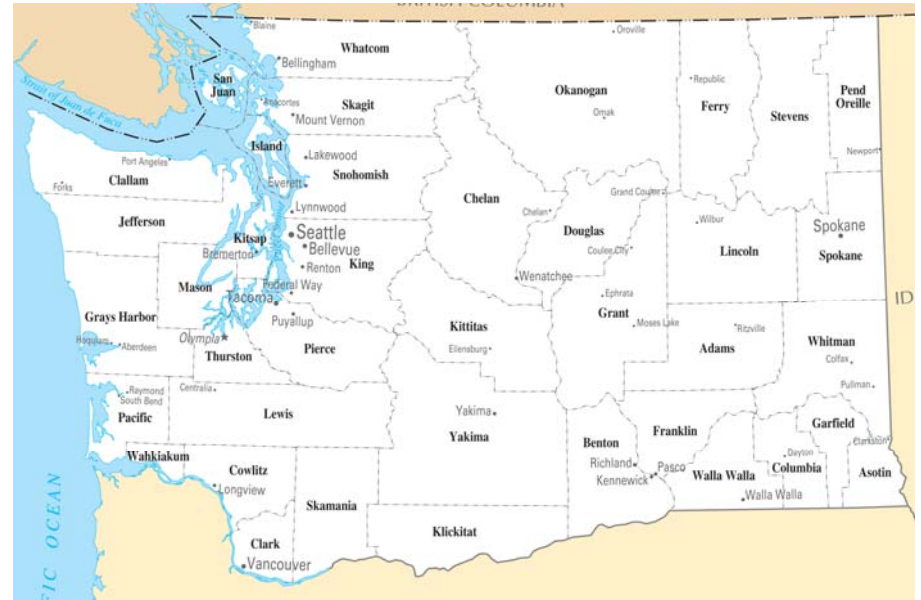 BRITISH COLUMBIA
Blaine
Oroville
Whatcom
Bellingham
San
Juan
Okanogan
Republic
Ferry
Stevens
Pend
Oreille
Strait of Juan de Fuca
Anacortes
Skagit
Mount Vernon
Omak
Island
Newport
Port Angeles
Lakewood
Forks
Clallam
Everett
Snohomish
Chelan
Grand Coulee
Jefferson
Lynnwood
Chelan
Wilbur
Kitsap
Seattle
Douglas
Spokane
Bremerton
Bellevue
Coulee City
Lincoln
Spokane
Renton
King
Wenatchee
Mason
Federal Way
Ephrata
ID
Tacoma
Grays Harbor
Puyallup
Kittitas
Grant
Moses Lake
Ritzville
Whitman
Hoquiam
Aberdeen
Olympia
Thurston
Pierce
Ellensburg
Adams
Colfax
Raymond
South Bend
Centralia
Pullman
Pacific
Lewis
Yakima
Yakima
Benton
Franklin
Garfield
Clarkston
Wahkiakum
Cowlitz
Richland
Pasco
Dayton
Kennewick
Walla Walla
Columbia
Asotin
Longview
Skamania
Walla Walla
Klickitat
Clark
Vancouver
FIC OCEAN